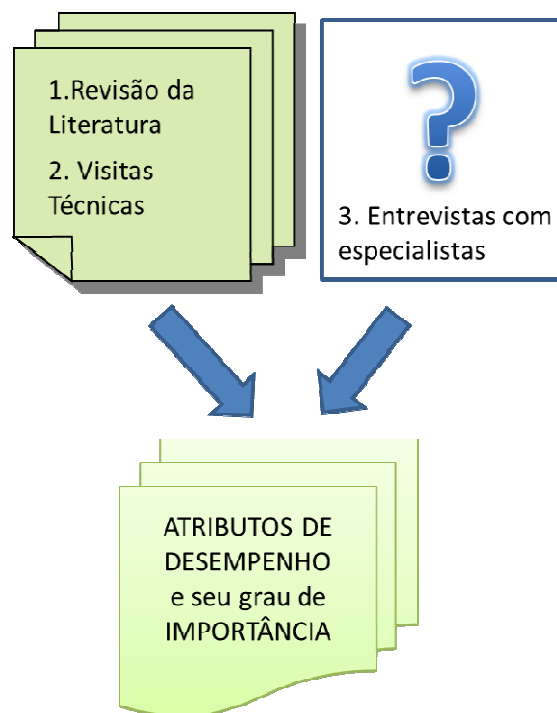 1.Revisão da
Literatura
2. Visitas
Técnicas
?
3. Entrevistas com
especialistas
ATRIBUTOS DE
DESEMPENHO
e seu grau de
IMPORTÂNCIA